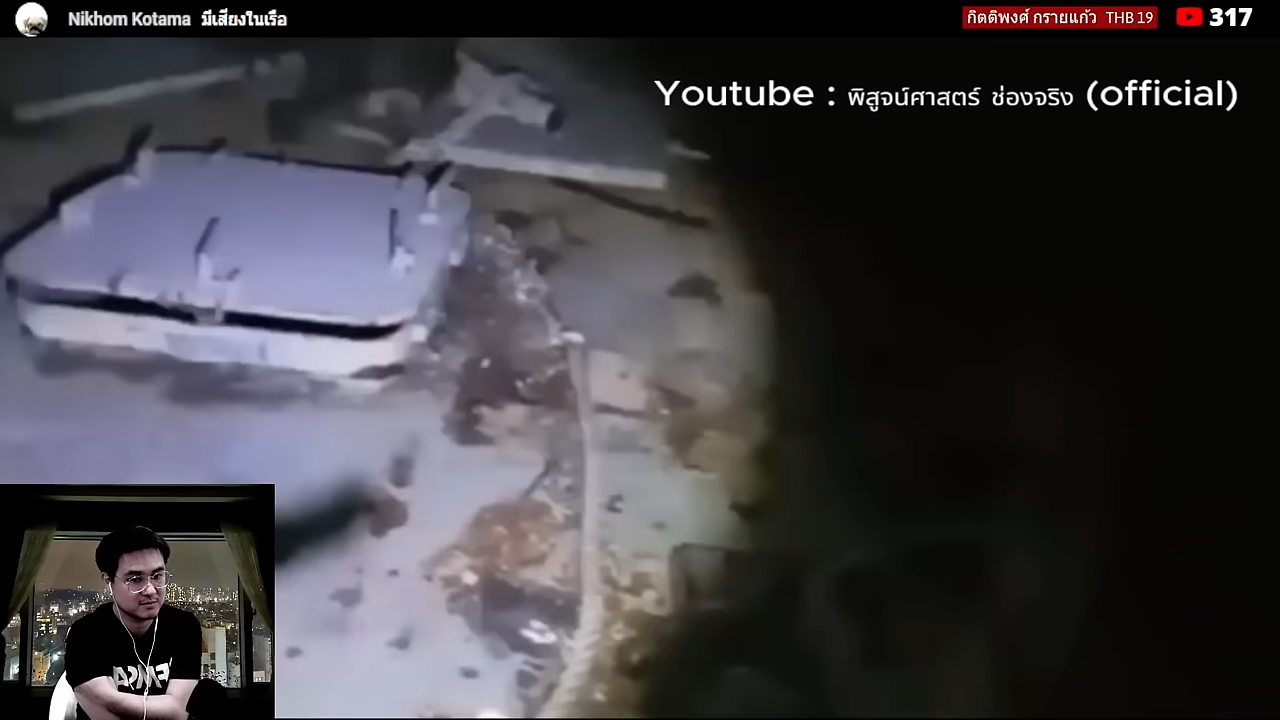 Nikhom Kotama มีเสียงในเรือ
กิตติพงศ์ กรายแก้ว THB 19
317
Youtube : พิสูจน์ศาสตร์ ช่องจริง (official)